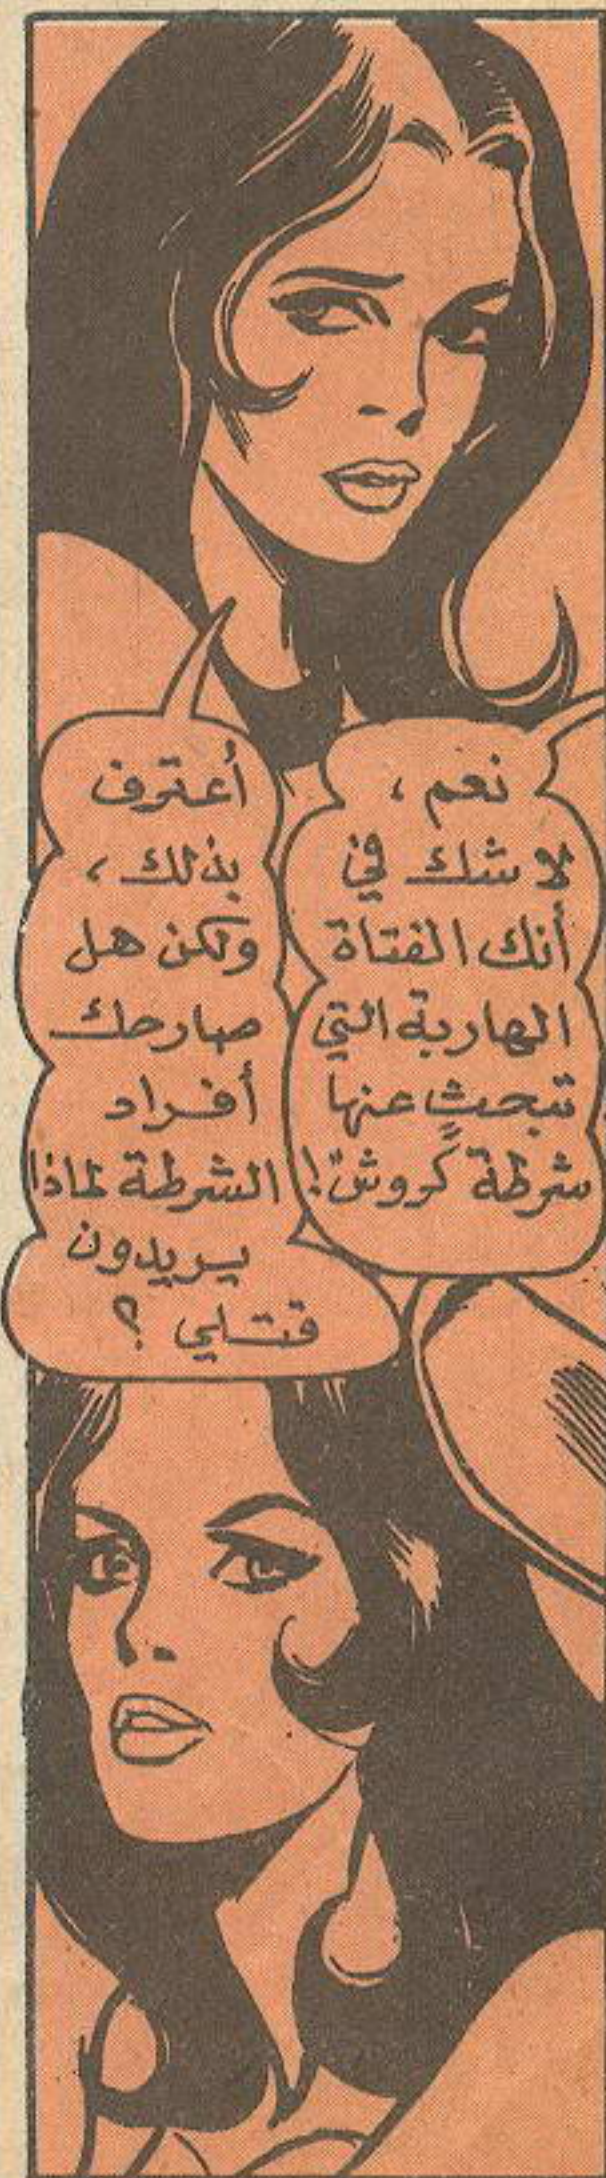 نعم ،
لا شك في
أنك الفتاة
الهاربة التي
تبحث عنها
شرطة كروش!
أعترف
بذلك ،
ولكن هل
صارحك
أفراد
الشرطة لماذا
يريدون
قتلي ؟